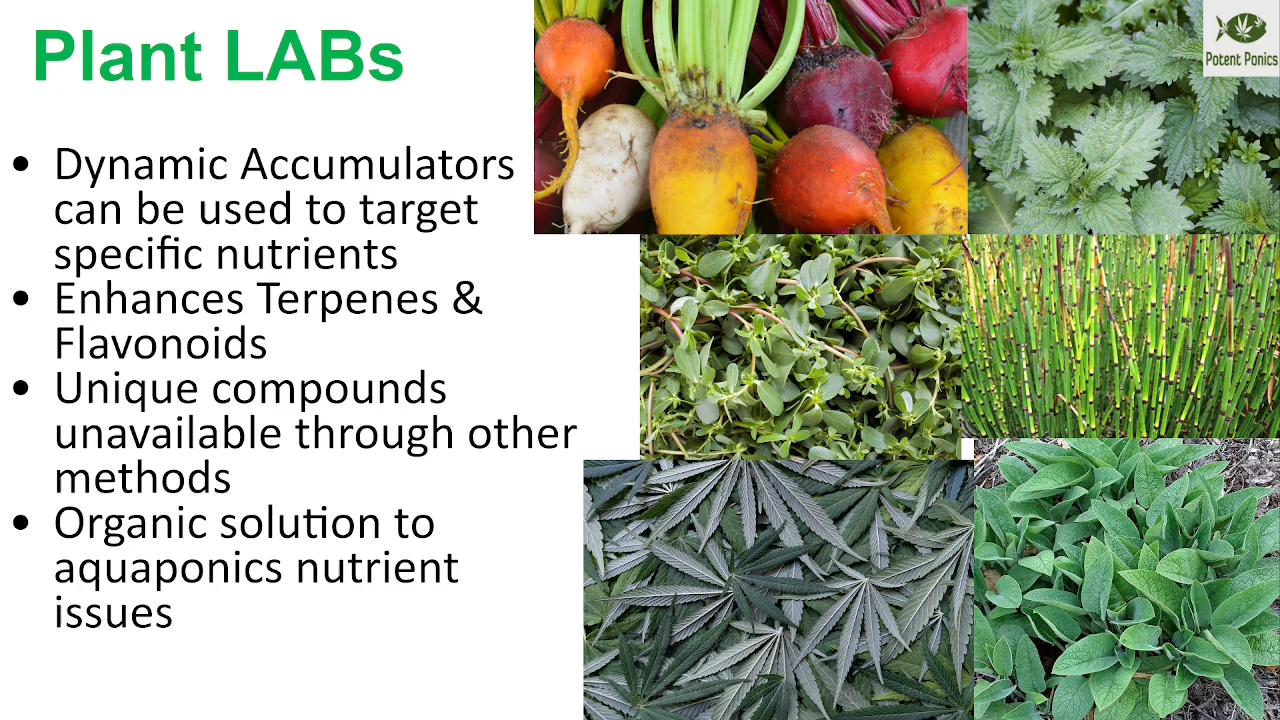 Plant LABs
Potent Ponics
• Dynamic Accumulators
can be used to target
specific nutrients
• Enhances Terpenes &
Flavonoids
• Unique compounds
unavailable through other
methods
• Organic solution to
aquaponics nutrient
issues